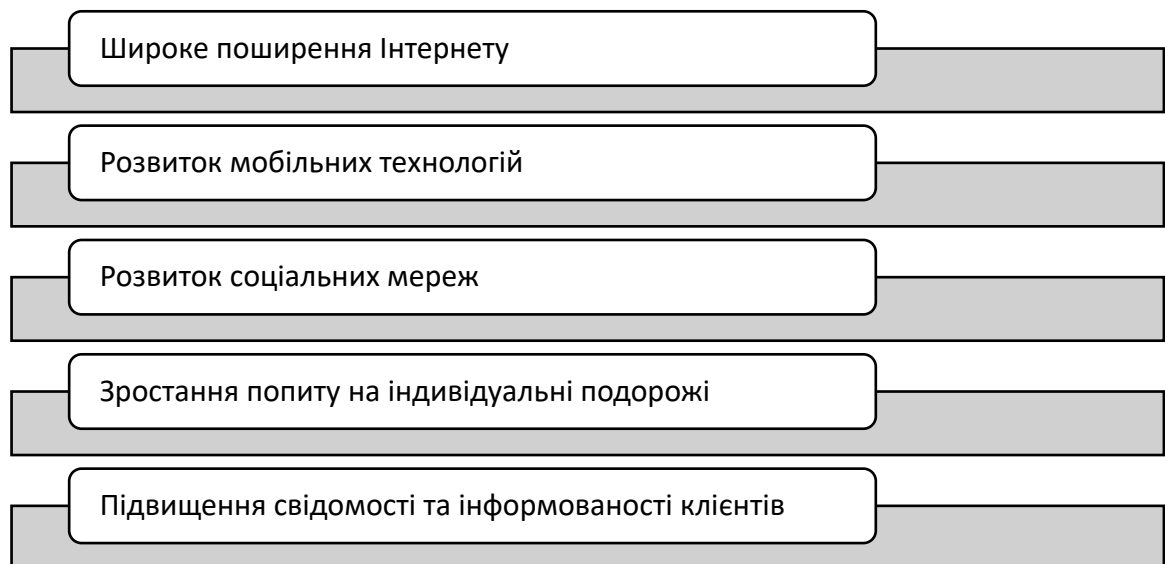 Широке поширення Інтернету
Розвиток мобільних технологій
Розвиток соціальних мереж
Зростання попиту на індивідуальні подорожі
Підвищення свідомості та інформованості клієнтів